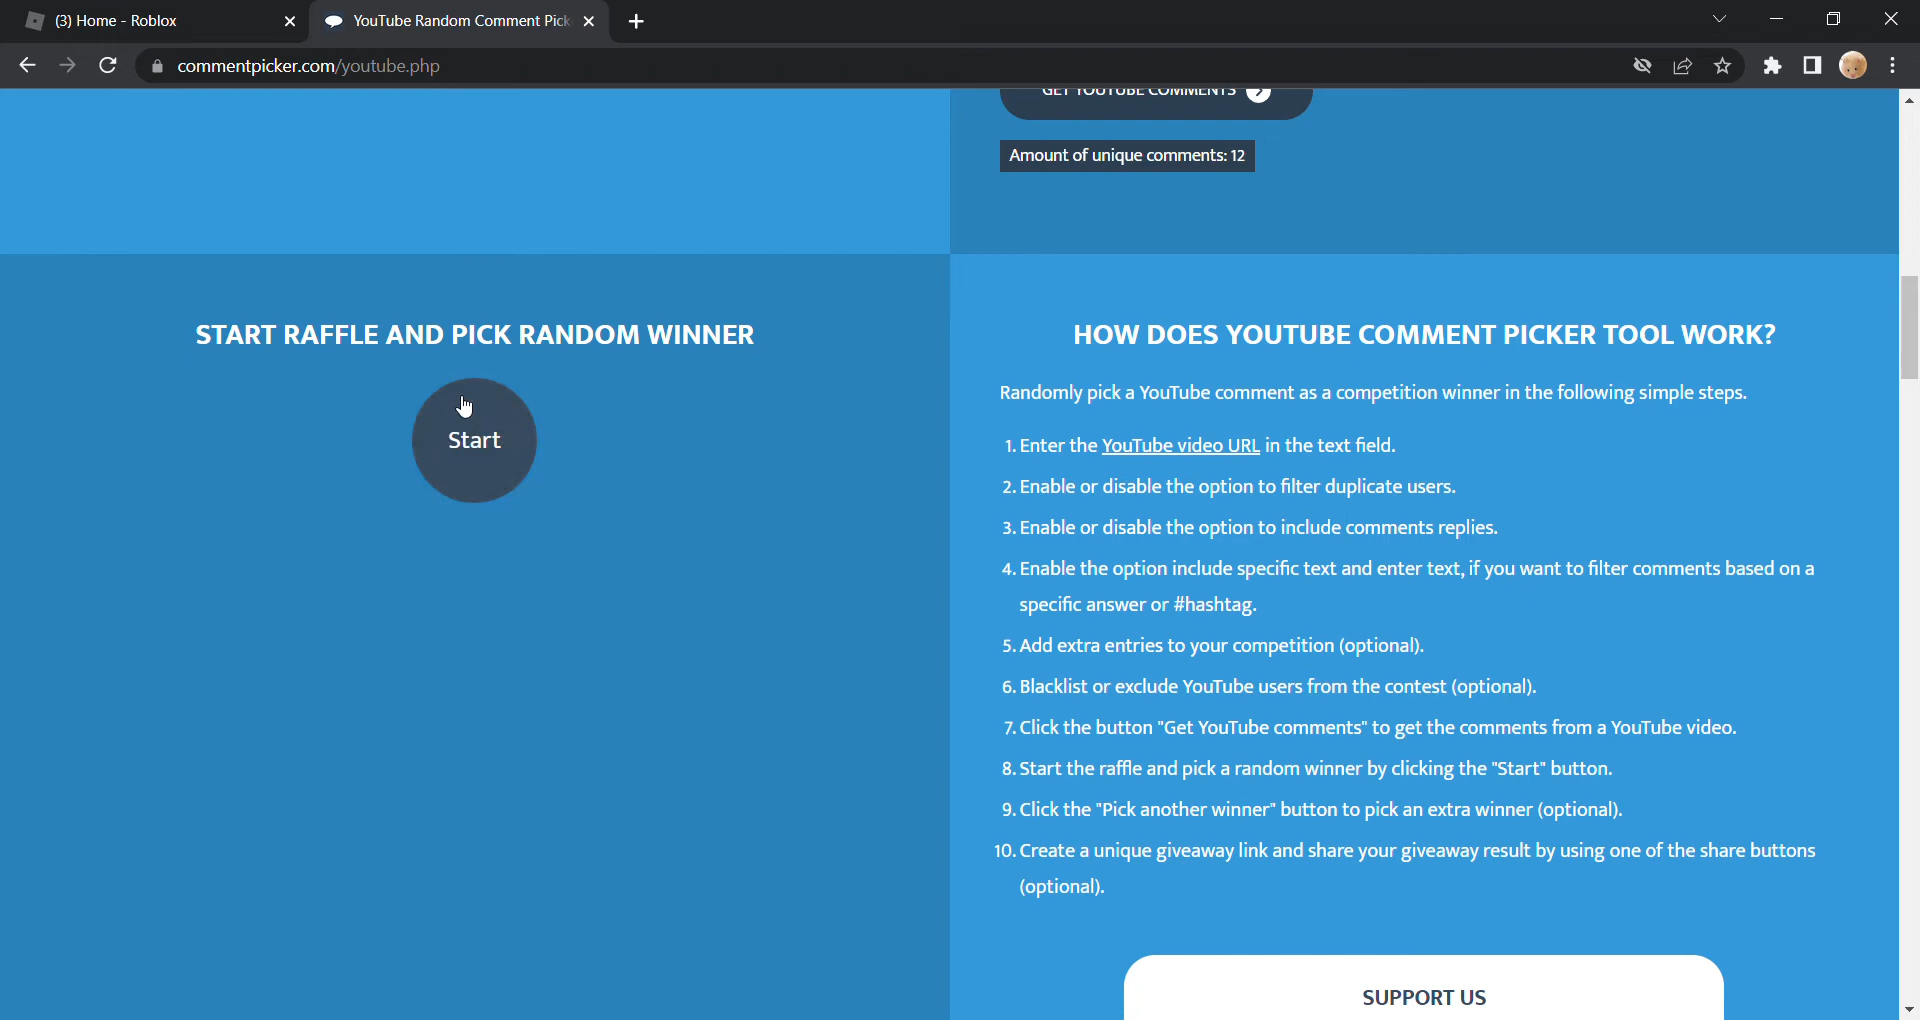 (3) Home - Roblox
YouTube Random Comment Pick
commentpicker.com/youtube.php
GET YOUTUBE COMMENTS
Amount of unique comments: 12
START RAFFLE AND PICK RANDOM WINNER
Start
HOW DOES YOUTUBE COMMENT PICKER TOOL WORK?
Randomly pick a YouTube comment as a competition winner in the following simple steps.
1. Enter the YouTube video URL in the text field.
2. Enable or disable the option to filter duplicate users.
3. Enable or disable the option to include comments replies.
4. Enable the option include specific text and enter text, if you want to filter comments based on a
specific answer or #hashtag.
5. Add extra entries to your competition (optional).
6. Blacklist or exclude YouTube users from the contest (optional).
7. Click the button "Get YouTube comments" to get the comments from a YouTube video.
8. Start the raffle and pick a random winner by clicking the "Start" button.
9. Click the "Pick another winner" button to pick an extra winner (optional).
10. Create a unique giveaway link and share your giveaway result by using one of the share buttons
(optional).
SUPPORT US